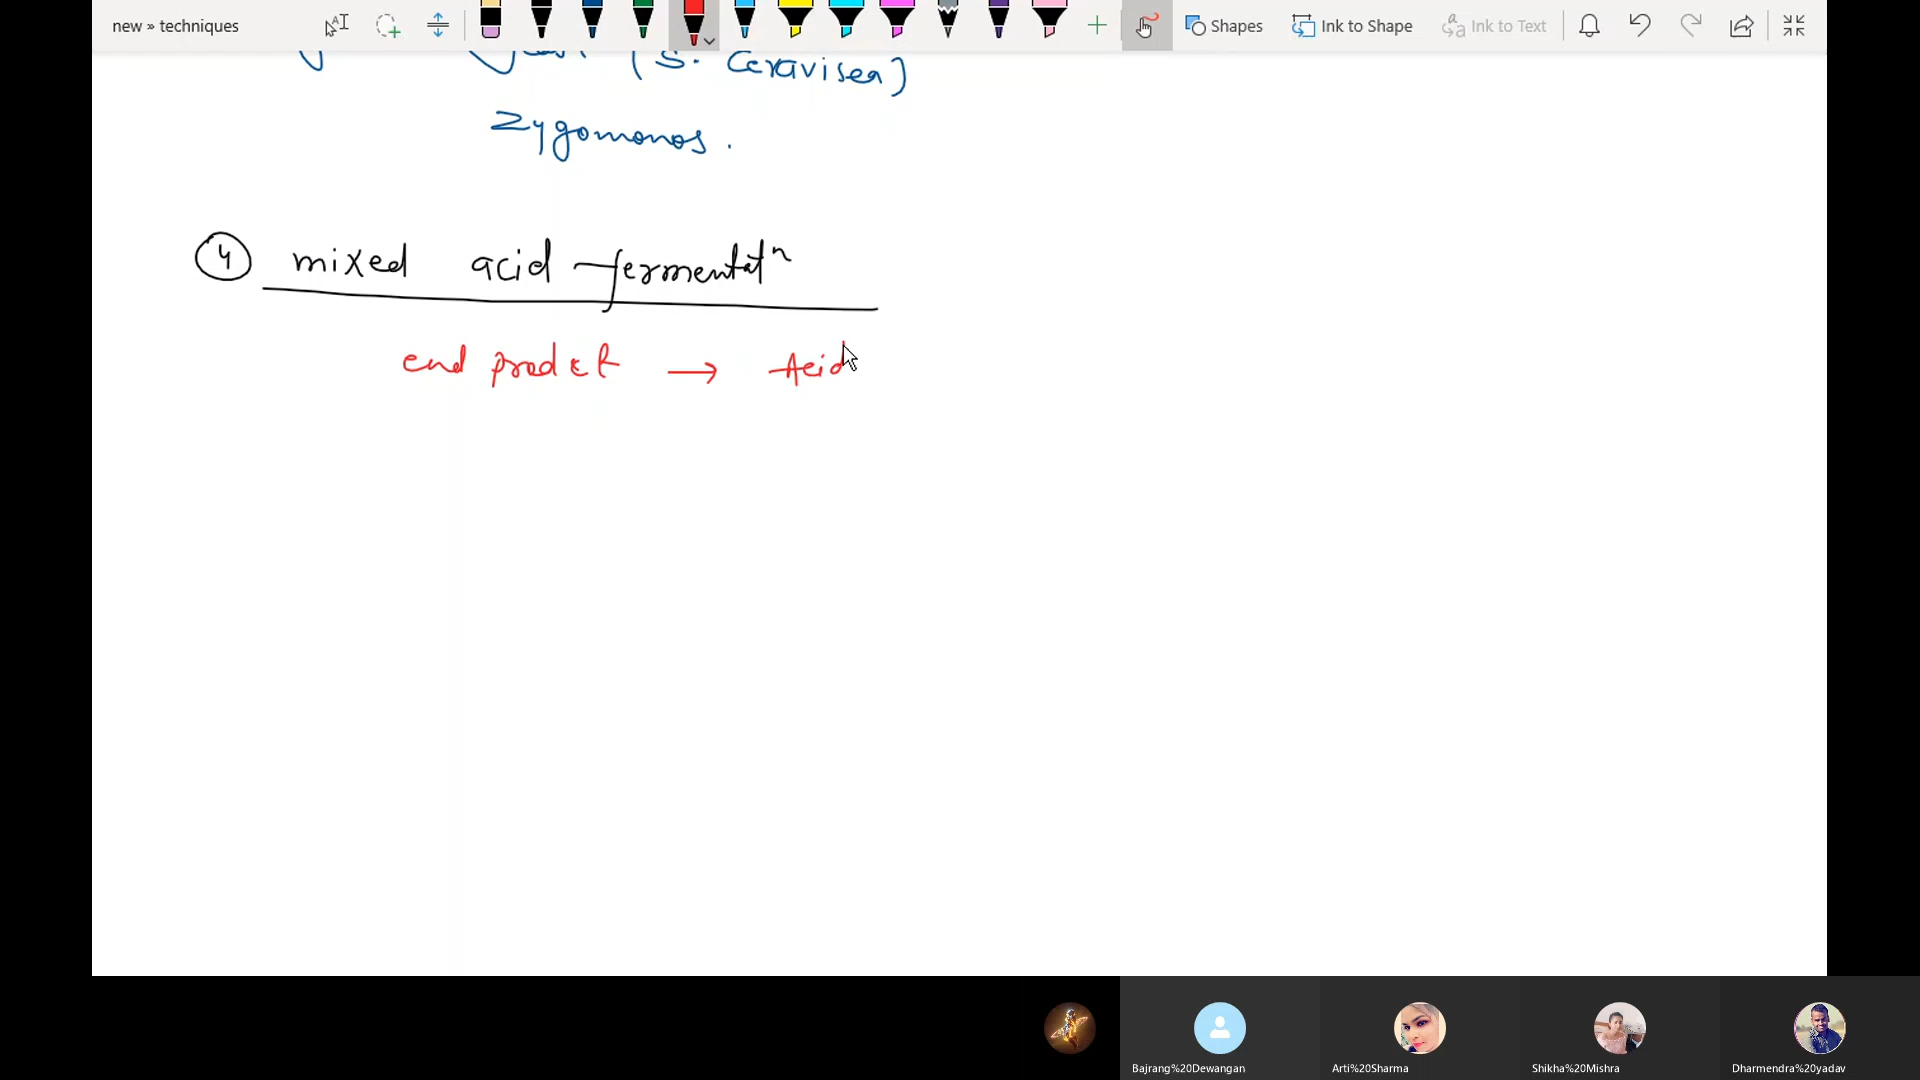 new » techniques Shapes Ink to Shape Ink to Text
(S. Ceravisea)
Zygomonos.
4 mixed acid fermentatn
end prodct → Acid
Bajrang%20Dewangan Arti%20Sharma Shikha%20Mishra Dharmendra%20yadav